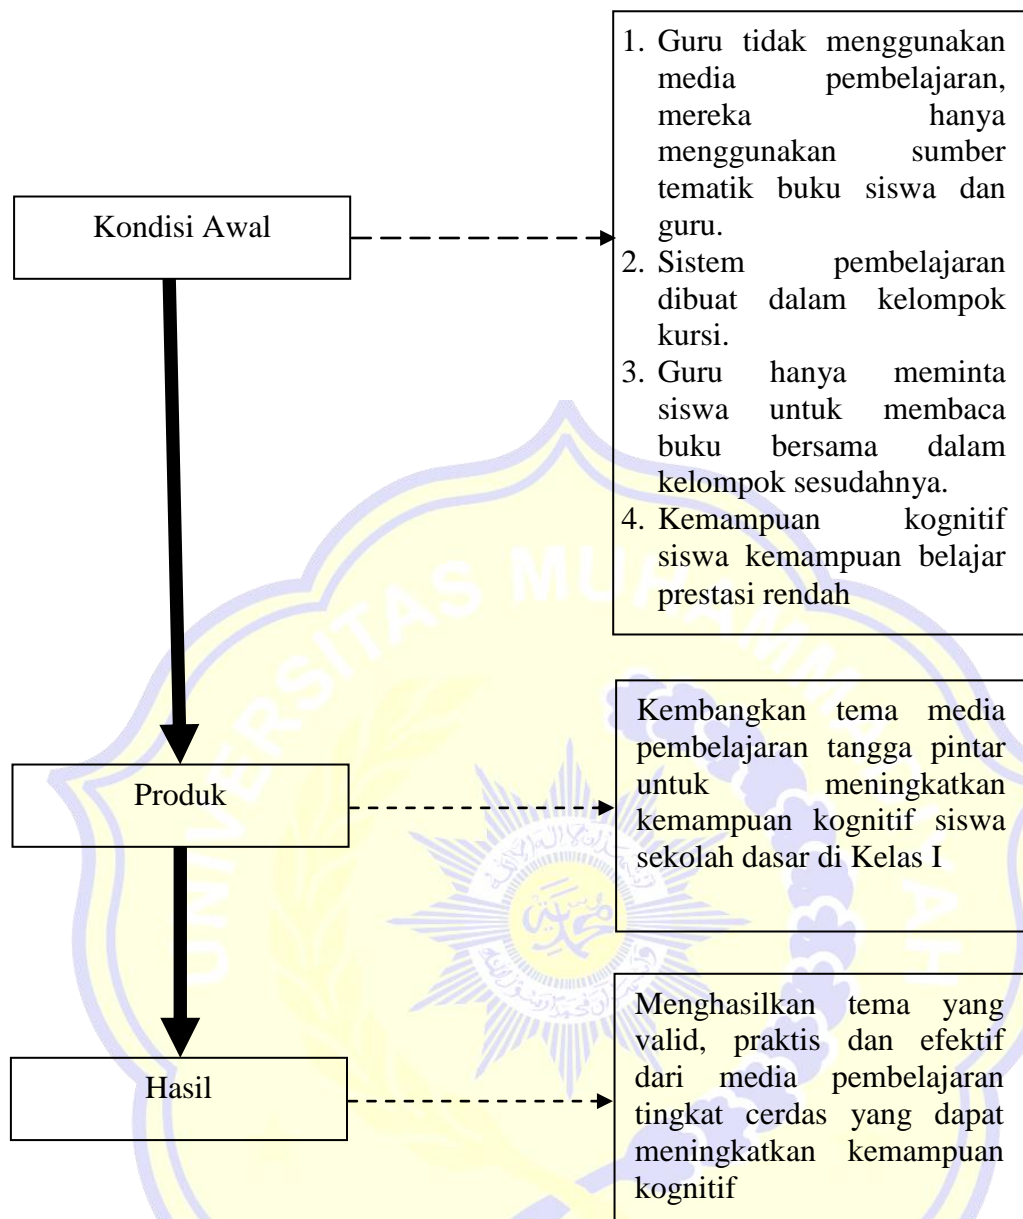 1. Guru tidak menggunakan
media pembelajaran,
mereka hanya
menggunakan sumber
tematik buku siswa dan
guru.
2. Sistem pembelajaran
dibuat dalam kelompok
kursi.
3. Guru hanya meminta
siswa untuk membaca
buku bersama dalam
kelompok sesudahnya.
4. Kemampuan kognitif
siswa kemampuan belajar
prestasi rendah
Kondisi Awal
Produk
Kembangkan tema media
pembelajaran tangga pintar
untuk meningkatkan
kemampuan kognitif siswa
sekolah dasar di Kelas I
Hasil
Menghasilkan tema yang
valid, praktis dan efektif
dari media pembelajaran
tingkat cerdas yang dapat
meningkatkan kemampuan
kognitif
UNIVERSITAS MUHAMMADIYAH